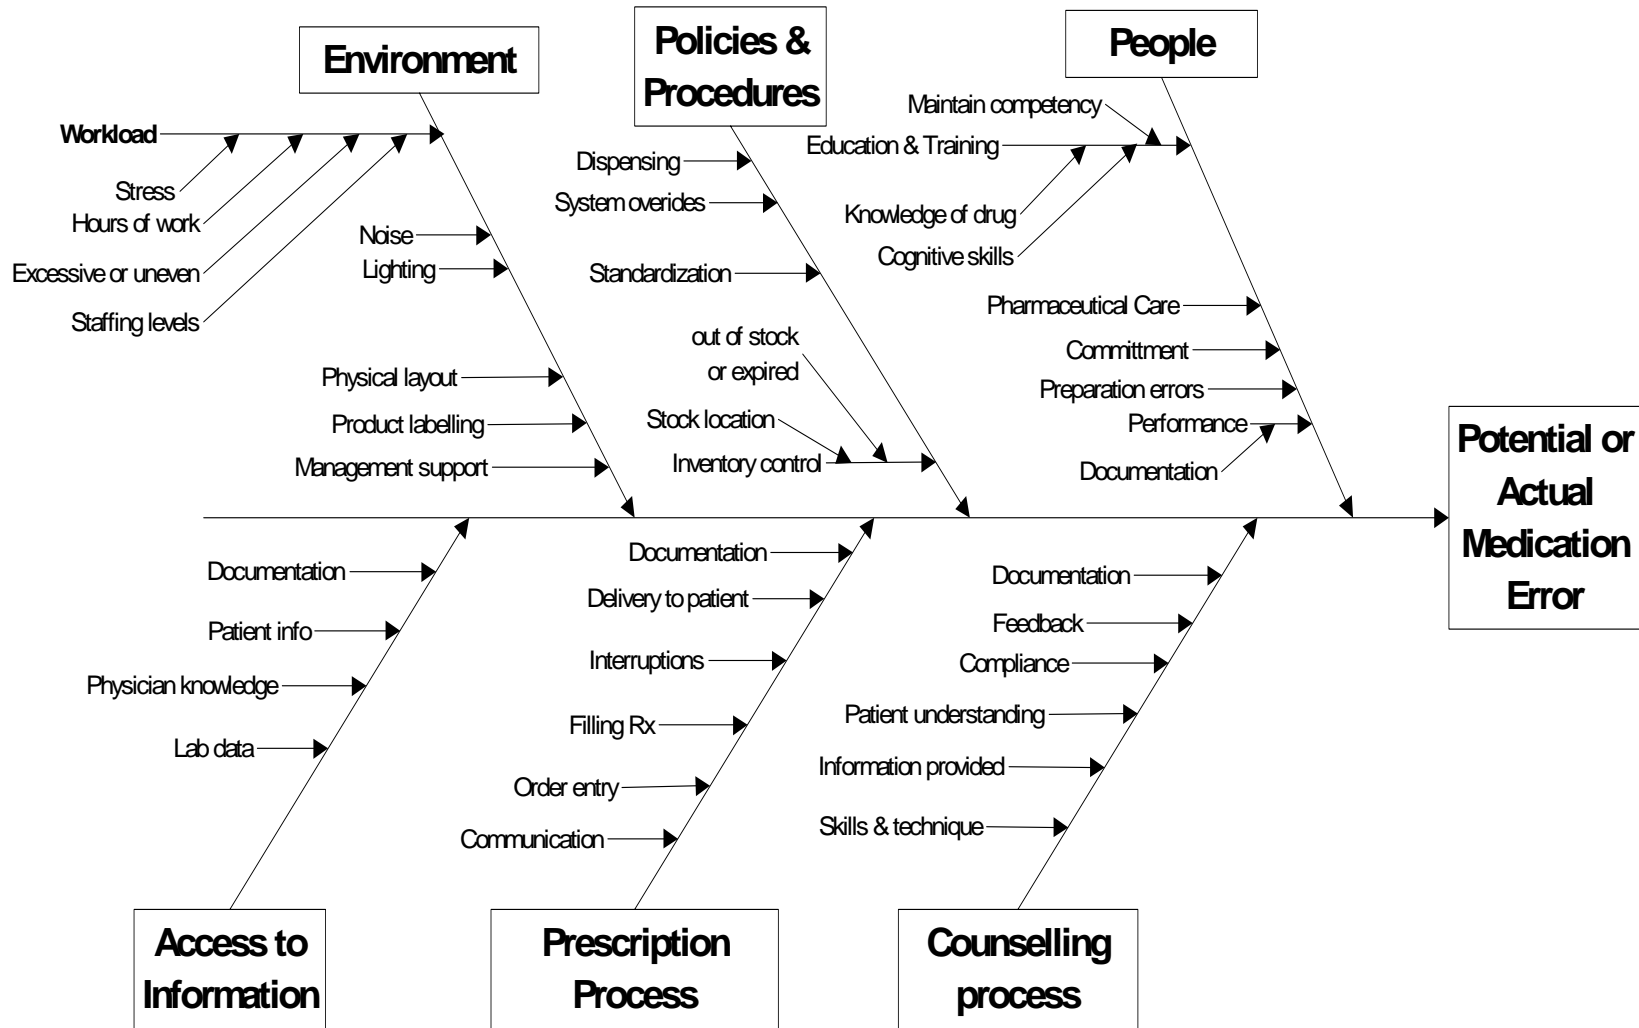 Environment
Workload
Stress
Hours of work
Excessive or uneven
Staffing levels
Noise
Lighting
Physical layout
Product labelling
Management support
Policies &
Procedures
Dispensing
System overides
Standardization
out of stock
or expired
Stock location
Inventory control
People
Maintain competency
Education & Training
Knowledge of drug
Cognitive skills
Pharmaceutical Care
Committment
Preparation errors
Performance
Documentation
Potential or
Actual
Medication
Error
Documentation
Patient info
Physician knowledge
Lab data
Access to
Information
Documentation
Delivery to patient
Interruptions
Filling Rx
Order entry
Communication
Prescription
Process
Documentation
Feedback
Compliance
Patient understanding
Information provided
Skills & technique
Counselling
process